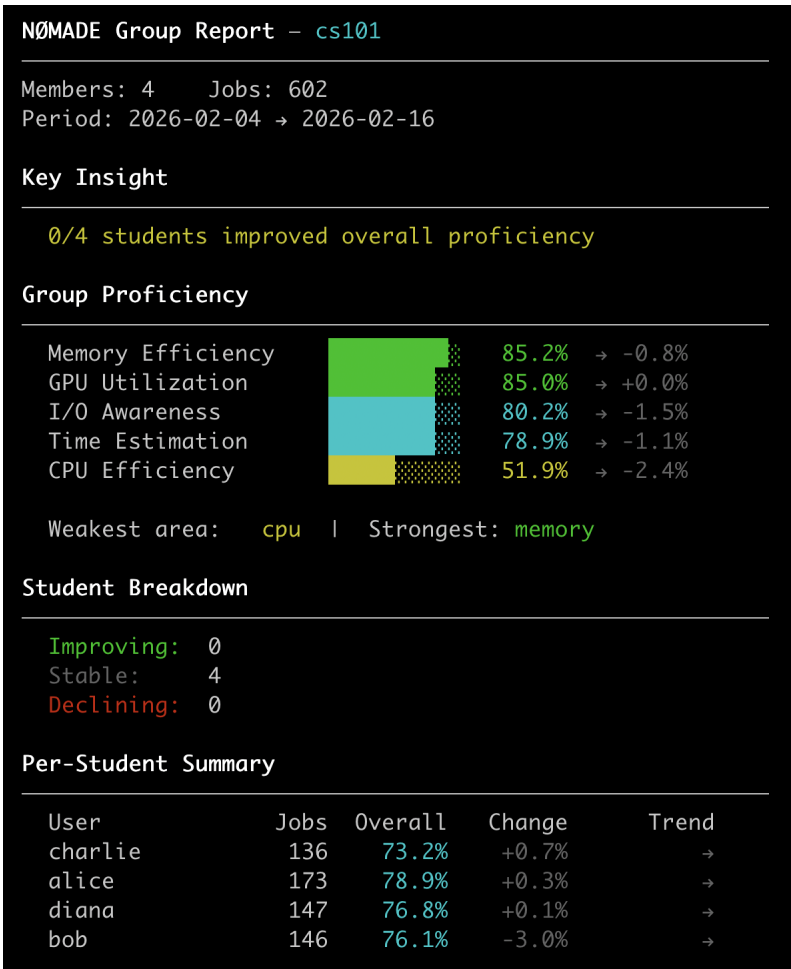 NØMADE Group Report — cs101
Members: 4    Jobs: 602
Period: 2026-02-04 → 2026-02-16
Key Insight
0/4 students improved overall proficiency
Group Proficiency
Memory Efficiency 85.2% → -0.8%
GPU Utilization 85.0% → +0.0%
I/O Awareness 80.2% → -1.5%
Time Estimation 78.9% → -1.1%
CPU Efficiency 51.9% → -2.4%
Weakest area: cpu | Strongest: memory
Student Breakdown
Improving: 0
Stable: 4
Declining: 0
Per-Student Summary
User Jobs Overall Change Trend
charlie 136 73.2% +0.7% →
alice 173 78.9% +0.3% →
diana 147 76.8% +0.1% →
bob 146 76.1% -3.0% →